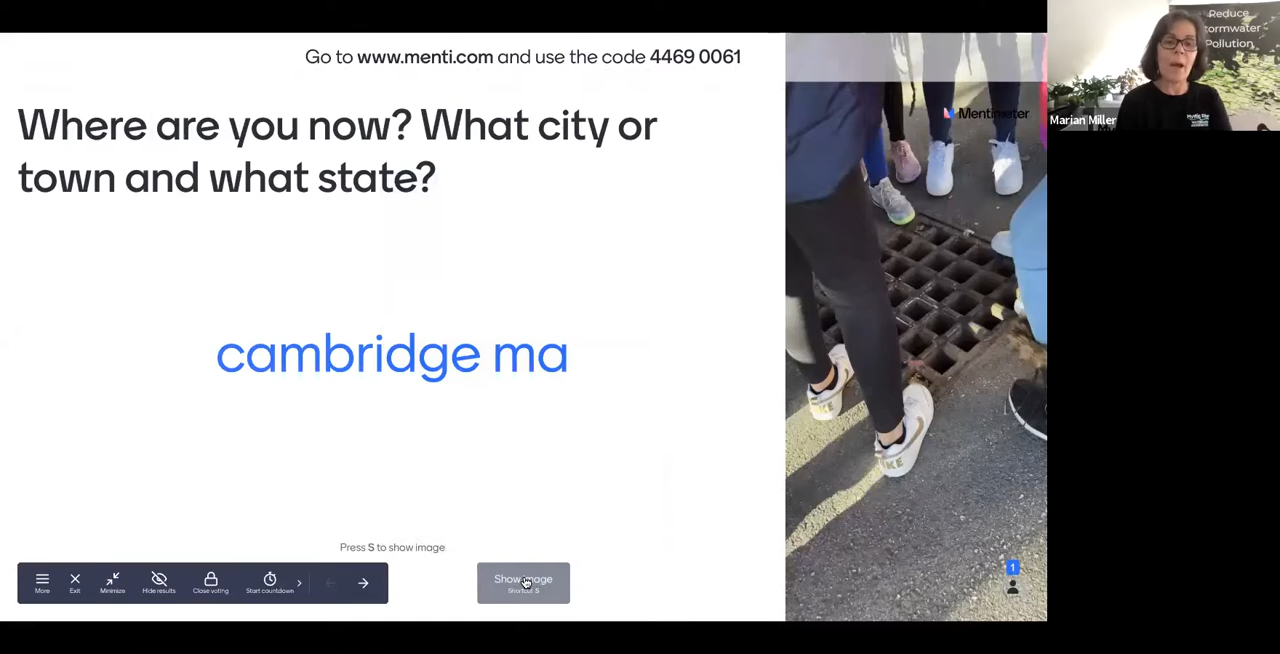 Go to www.menti.com and use the code 4469 0061
Where are you now? What city or
town and what state?
Mentimeter
cambridge ma
Press S to show image
Show image
Shortcut S
More
Exit
Minimize
Hide results
Close voting
Start countdown
1
Reduce
Stormwater
Pollution
Marian Miller
NIKE